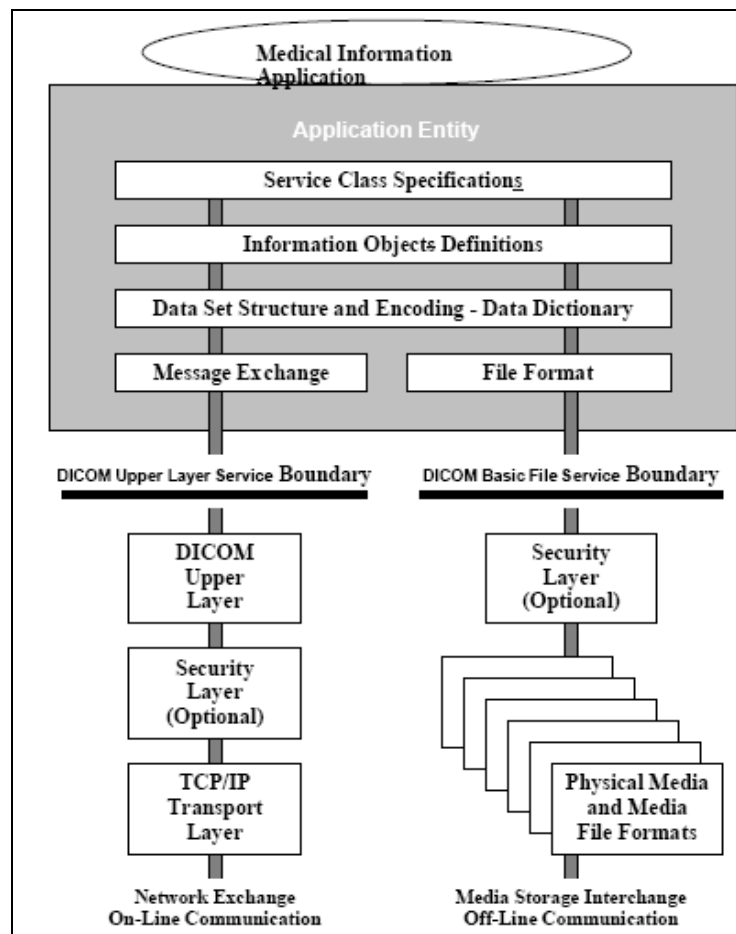 Medical Information
Application
Application Entity
Service Class Specifications
Information Objects Definitions
Data Set Structure and Encoding - Data Dictionary
Message Exchange
File Format
DICOM Upper Layer Service Boundary
DICOM Basic File Service Boundary
DICOM
Upper
Layer
Security
Layer
(Optional)
TCP/IP
Transport
Layer
Network Exchange
On-Line Communication
Security
Layer
(Optional)
Physical Media
and Media
File Formats
Media Storage Interchange
Off-Line Communication